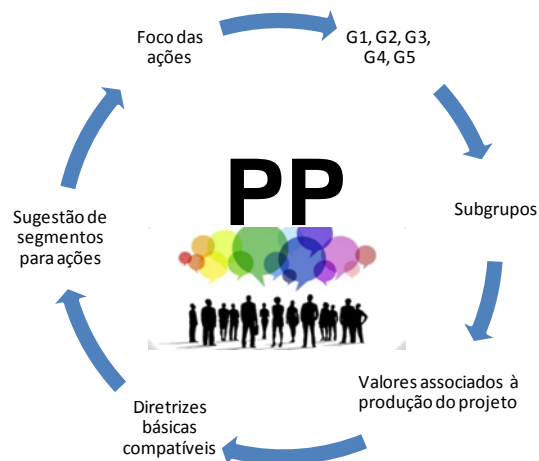 Foco das
ações
G1, G2, G3,
G4, G5
PP
Subgrupos
Sugestão de
segmentos
para ações
Valores associados à
produção do projeto
Diretrizes
básicas
compatíveis